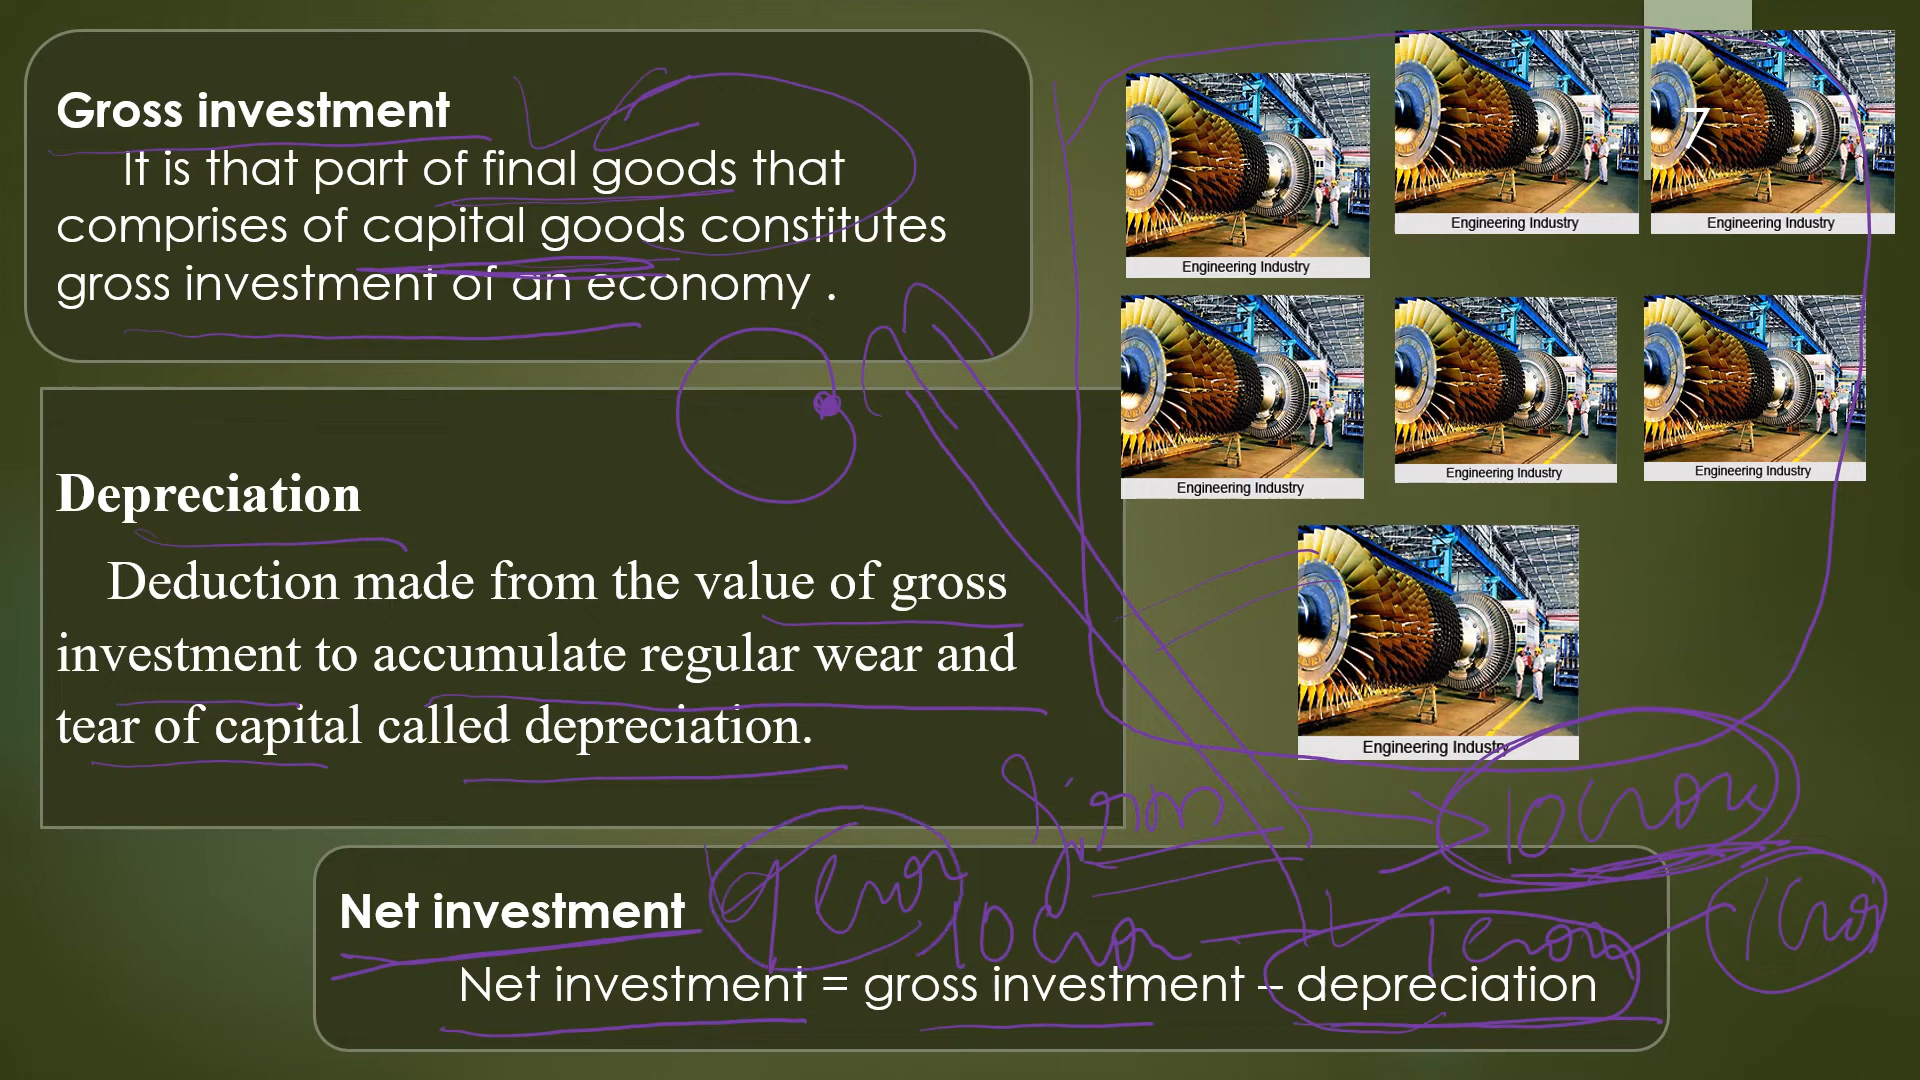 Gross investment
It is that part of final goods that
comprises of capital goods constitutes
gross investment of an economy .
Depreciation
Deduction made from the value of gross
investment to accumulate regular wear and
tear of capital called depreciation.
Net investment
Net investment = gross investment – depreciation
Engineering Industry
Engineering Industry
Engineering Industry
7
Engineering Industry
Engineering Industry
Engineering Industry
Engineering Industry